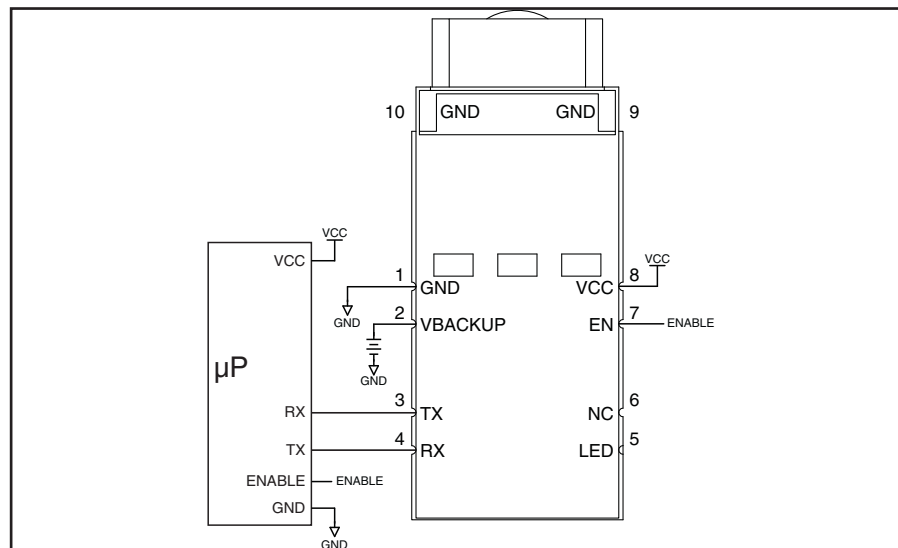 10 GND GND 9
VCC
VCC
1 GND
GND
2 VBACKUP
GND
VCC 8
VCC
EN 7 ENABLE
µP
RX 3 TX
TX 4 RX
NC 6
LED 5
ENABLE ENABLE
GND
GND